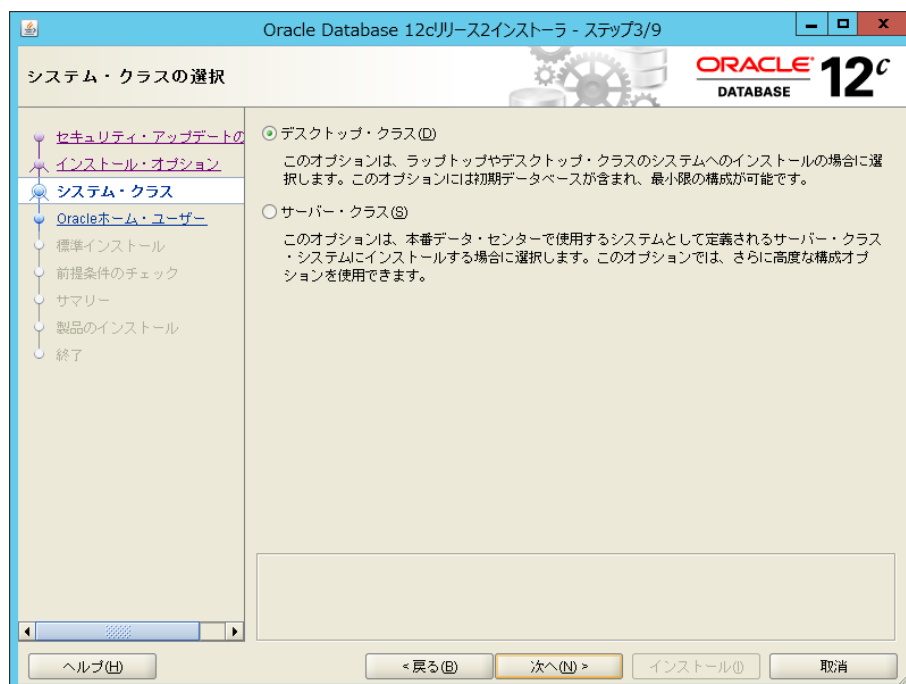 Oracle Database 12cリリース2インストーラ - ステップ3/9
システム・クラスの選択
ORACLE
DATABASE
12c
セキュリティ・アップデートの
インストール・オプション
システム・クラス
Oracleホーム・ユーザー
標準インストール
前提条件のチェック
サマリー
製品のインストール
終了
デスクトップ・クラス(D)
このオプションは、ラップトップやデスクトップ・クラスのシステムへのインストールの場合に選
択します。このオプションには初期データベースが含まれ、最小限の構成が可能です。
サーバー・クラス(S)
このオプションは、本番データ・センターで使用するシステムとして定義されるサーバー・クラス
・システムにインストールする場合に選択します。このオプションでは、さらに高度な構成オプ
ションを使用できます。
ヘルプ(H)
<戻る(B)
次へ(N) >
インストール(I)
取消